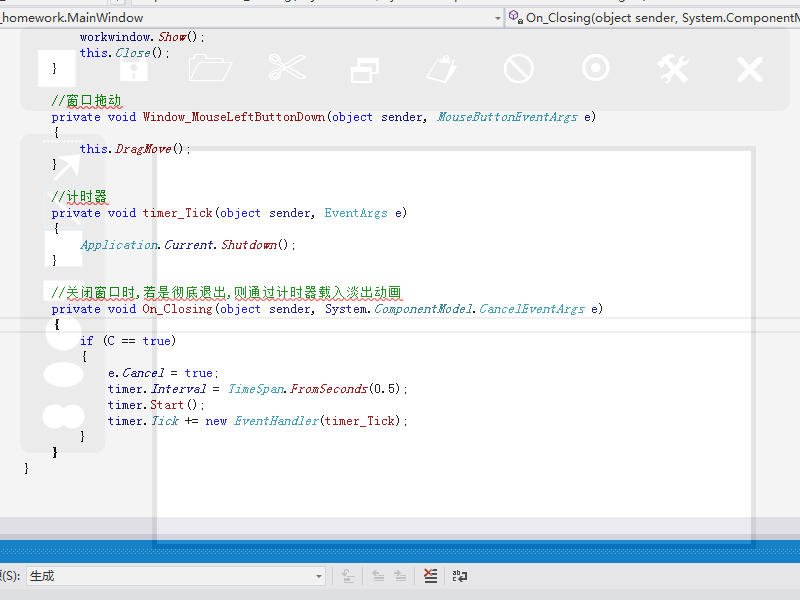 _homework.MainWindow
On_Closing(object sender, System.ComponentM
workwindow.Show();
this.Close();
}
//窗口拖动
private void Window_MouseLeftButtonDown(object sender, MouseButtonEventArgs e)
{
this.DragMove();
}
//计时器
private void timer_Tick(object sender, EventArgs e)
{
Application.Current.Shutdown();
}
//关闭窗口时,若是彻底退出,则通过计时器载入淡出动画
private void On_Closing(object sender, System.ComponentModel.CancelEventArgs e)
{
if (C == true)
{
e.Cancel = true;
timer.Interval = TimeSpan.FromSeconds(0.5);
timer.Start();
timer.Tick += new EventHandler(timer_Tick);
}
}
}
(S): 生成